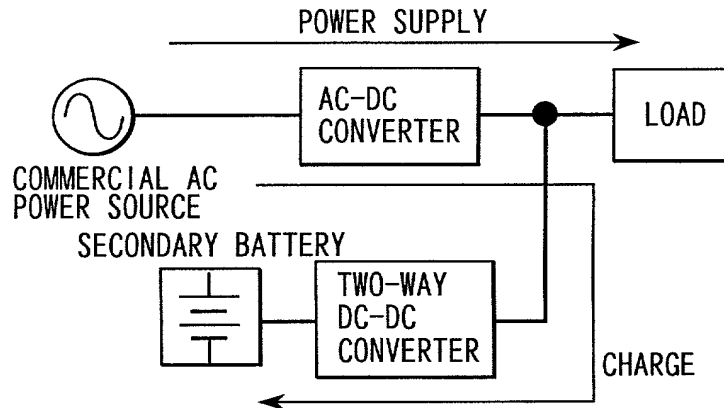 POWER SUPPLY
AC-DC
CONVERTER
LOAD
COMMERCIAL AC
POWER SOURCE
SECONDARY BATTERY
TWO-WAY
DC-DC
CONVERTER
CHARGE